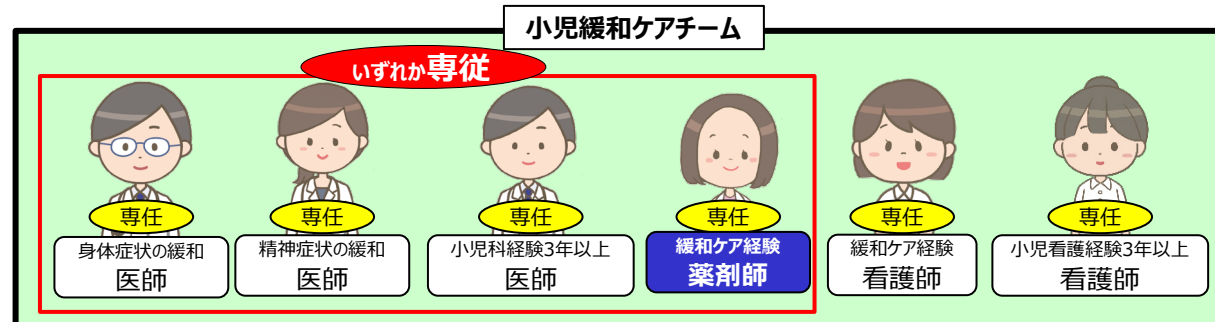 小児緩和ケアチーム
いずれか専従
専任
身体症状の緩和
医師
専任
精神症状の緩和
医師
専任
小児科経験3年以上
医師
専任
緩和ケア経験
薬剤師
専任
緩和ケア経験
看護師
専任
小児看護経験3年以上
看護師